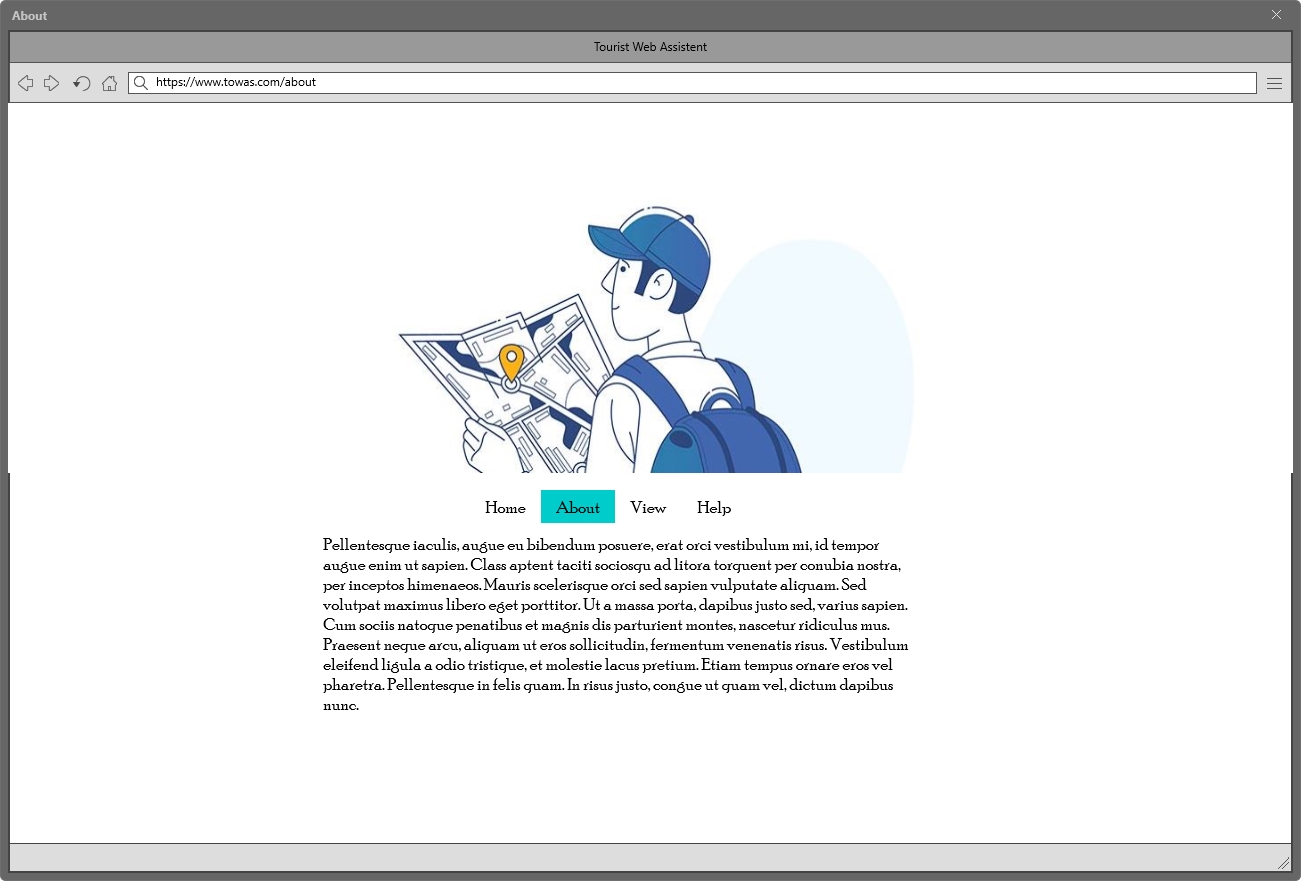 About
Tourist Web Assistent
https://www.towas.com/about
Home About View Help
Pellentesque iaculis, augue eu bibendum posuere, erat orci vestibulum mi, id tempor
augue enim ut sapien. Class aptent taciti sociosqu ad litora torquent per conubia nostra,
per inceptos himenaeos. Mauris scelerisque orci sed sapien vulputate aliquam. Sed
volutpat maximus libero eget porttitor. Ut a massa porta, dapibus justo sed, varius sapien.
Cum sociis natoque penatibus et magnis dis parturient montes, nascetur ridiculus mus.
Praesent neque arcu, aliquam ut eros sollicitudin, fermentum venenatis risus. Vestibulum
eleifend ligula a odio tristique, et molestie lacus pretium. Etiam tempus ornare eros vel
pharetra. Pellentesque in felis quam. In risus justo, congue ut quam vel, dictum dapibus
nunc.